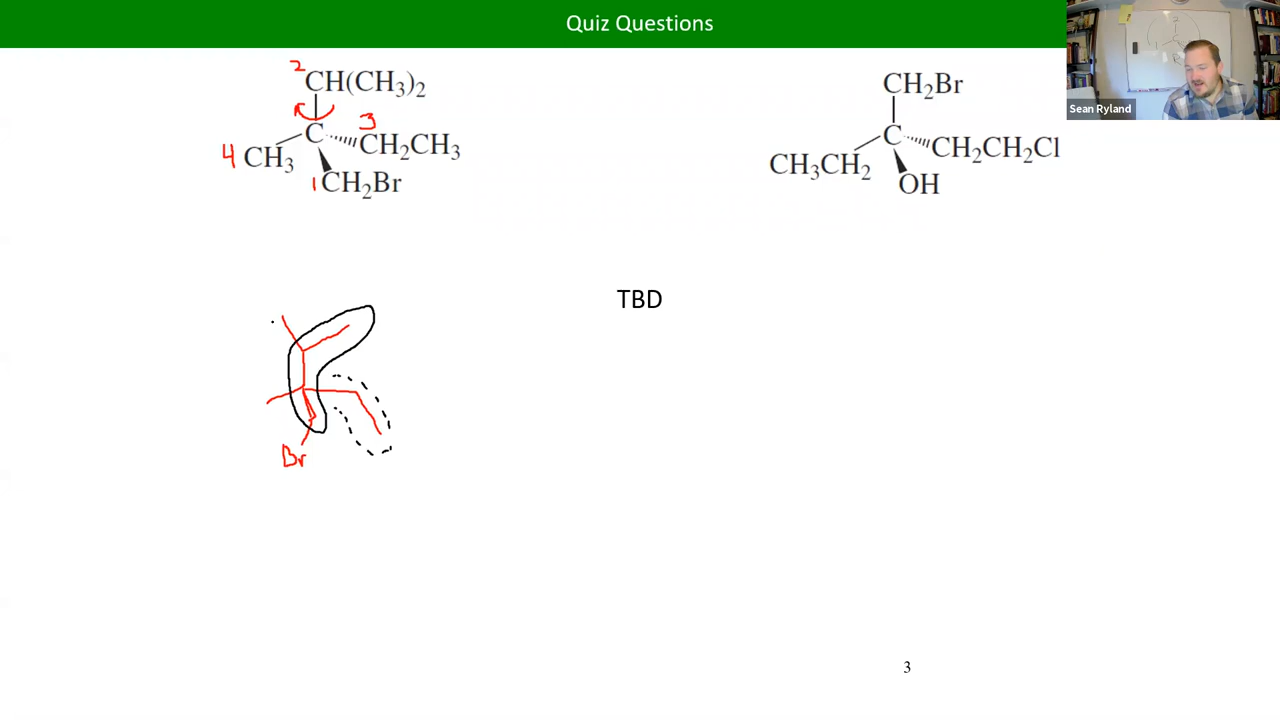 Quiz Questions
Sean Ryland
2
CH(CH₃)₂
C
3
CH₂CH₃
4
CH₃
1
CH₂Br
CH₂Br
C
CH₂CH₂Cl
CH₃CH₂
OH
TBD
Br
3